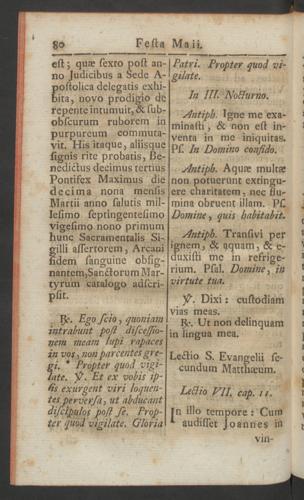 80 Festa Maii.
est; quæ sexto post an-
no Judicibus a Sede A-
postolica delegatis exhi-
bita, novo prodigio de
repente intumuit, & sub-
obscurum ruborem in
purpureum commuta-
vit. His itaque, aliisque
signis rite probatis, Be-
nedictus decimus tertius
Pontifex Maximus die
decima nona mensis
Martii anno salutis mil-
lesimo septingentesimo
vigesimo nono primum
hunc Sacramentalis Si-
gilli assertorem, Arcani
fidem sanguine obsig-
nantem, Sanctorum Mar-
tyrum catalogo adscri-
psit.
℟. Ego scio, quoniam
intrabunt post discessio-
nem meam lupi rapaces
in vos, non parcentes gre-
gi. * Propter quod vigi-
late. ℣. Et ex vobis ip-
sis exurgent viri loquen-
tes perversa, ut abducant
discipulos post se. Prop-
ter quod vigilate. Gloria
Patri. Propter quod vi-
gilate.
In III. Nocturno.
Antiph. Igne me exa-
minasti, & non est in-
venta in me iniquitas.
Ps. In Domino confido.
Antiph. Aquæ multæ
non potuerunt extingu-
ere charitatem, nec flu-
mina obruent illam. Ps.
Domine, quis habitabit.
Antiph. Transivi per
ignem, & aquam, & e-
duxisti me in refrige-
rium. Psal. Domine, in
virtute tua.
℣. Dixi: custodiam
vias meas.
℟. Ut non delinquam
in lingua mea.
Lectio S. Evangelii se-
cundum Matthæum.
Lectio VII. cap. 11.
In illo tempore: Cum
audisset Joannes in
vin-